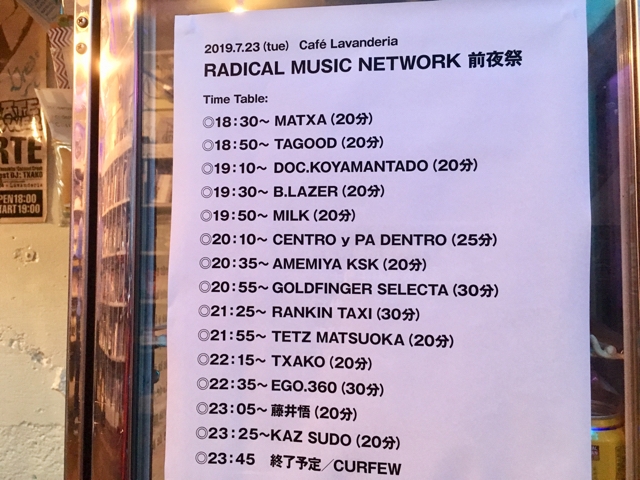 2019.7.23 (tue) Café Lavanderia
RADICAL MUSIC NETWORK 前夜祭
Time Table:
◎18:30〜 MATXA (20分)
◎18:50〜 TAGOOD (20分)
◎19:10〜 DOC.KOYAMANTADO (20分)
◎19:30〜 B.LAZER (20分)
◎19:50〜 MILK (20分)
◎20:10〜 CENTRO y PA DENTRO (25分)
◎20:35〜 AMEMIYA KSK (20分)
◎20:55〜 GOLDFINGER SELECTA (30分)
◎21:25〜 RANKIN TAXI (30分)
◎21:55〜 TETZ MATSUOKA (20分)
◎22:15〜 TXAKO (20分)
◎22:35〜 EGO.360 (30分)
◎23:05〜 藤井悟 (20分)
◎23:25〜KAZ SUDO (20分)
◎23:45 終了予定/CURFEW
RTE
DJ: TXAKO
Lavanderia
PEN18:00
START 19:00